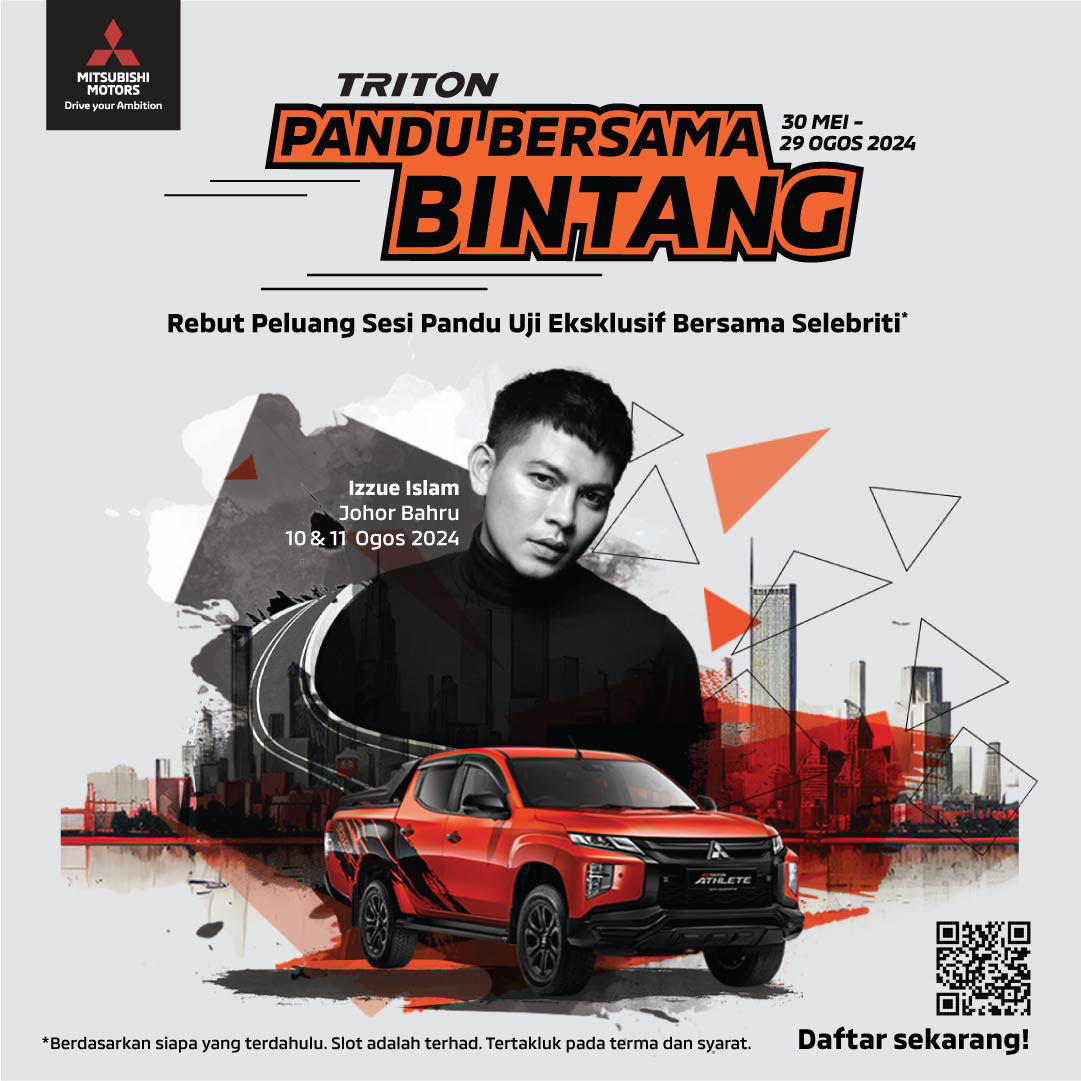 MITSUBISHI
MOTORS
Drive your Ambition
TRITON
PANDU BERSAMA
BINTANG
30 MEI –
29 OGOS 2024
Rebut Peluang Sesi Pandu Uji Eksklusif Bersama Selebriti*
Izzue Islam
Johor Bahru
10 & 11 Ogos 2024
ATHLETE
*Berdasarkan siapa yang terdahulu. Slot adalah terhad. Tertakluk pada terma dan syarat.
Daftar sekarang!